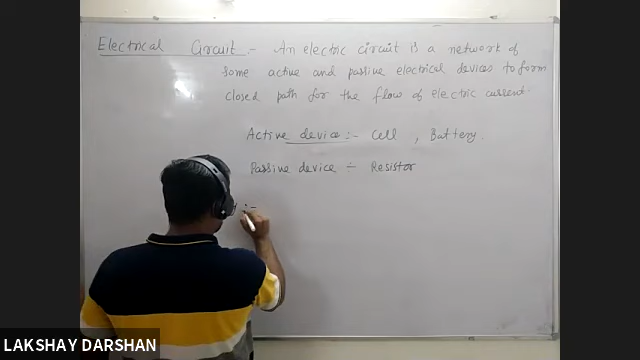 Electrical Circuit :- An electric circuit is a network of
some active and passive electrical devices to form
closed path for the flow of electric current.
Active device :- Cell , Battery.
Passive device ÷ Resistor
:-
LAKSHAY DARSHAN